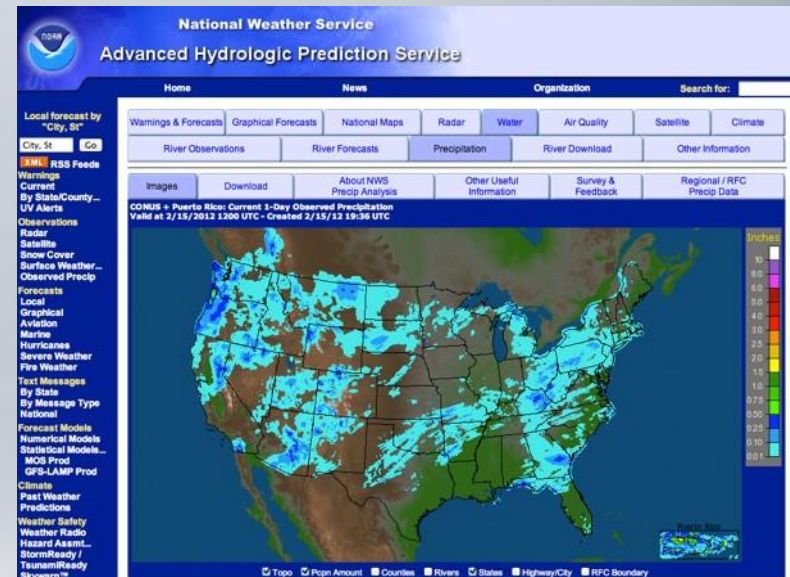 NOAA
National Weather Service
Advanced Hydrologic Prediction Service
Home News Organization Search for:
Local forecast by
"City, St"
City, St Go
XML RSS Feeds
Warnings
Current
By State/County...
UV Alerts
Observations
Radar
Satellite
Snow Cover
Surface Weather...
Observed Precip
Forecasts
Local
Graphical
Aviation
Marine
Hurricanes
Severe Weather
Fire Weather
Text Messages
By State
By Message Type
National
Forecast Models
Numerical Models
Statistical Models...
MOS Prod
GFS-LAMP Prod
Climate
Past Weather
Predictions
Weather Safety
Weather Radio
Hazard Assmt...
StormReady /
TsunamiReady
Skywarn™
Warnings & Forecasts Graphical Forecasts National Maps Radar Water Air Quality Satellite Climate
River Observations River Forecasts Precipitation River Download Other Information
Images Download About NWS Precip Analysis Other Useful Information Survey & Feedback Regional / RFC Precip Data
CONUS + Puerto Rico: Current 1-Day Observed Precipitation
Valid at 2/15/2012 1200 UTC - Created 2/15/12 19:36 UTC
Inches
10
8.0
6.0
5.0
4.0
3.0
2.5
2.0
1.5
1.0
0.75
0.50
0.25
0.10
0.01
Puerto Rico
Topo Pcpn Amount Counties Rivers States Highway/City RFC Boundary